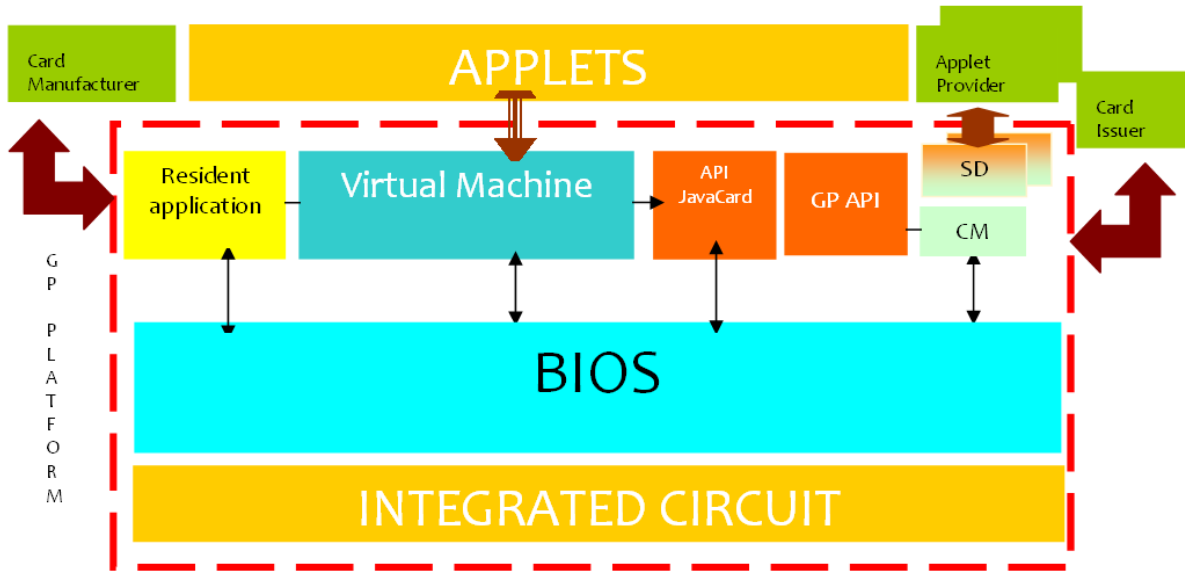 Card
Manufacturer
APPLETS
Applet
Provider
Card
Issuer
Resident
application
Virtual Machine
API
JavaCard
GP API
SD
CM
G
P
P
L
A
T
F
O
R
M
BIOS
INTEGRATED CIRCUIT